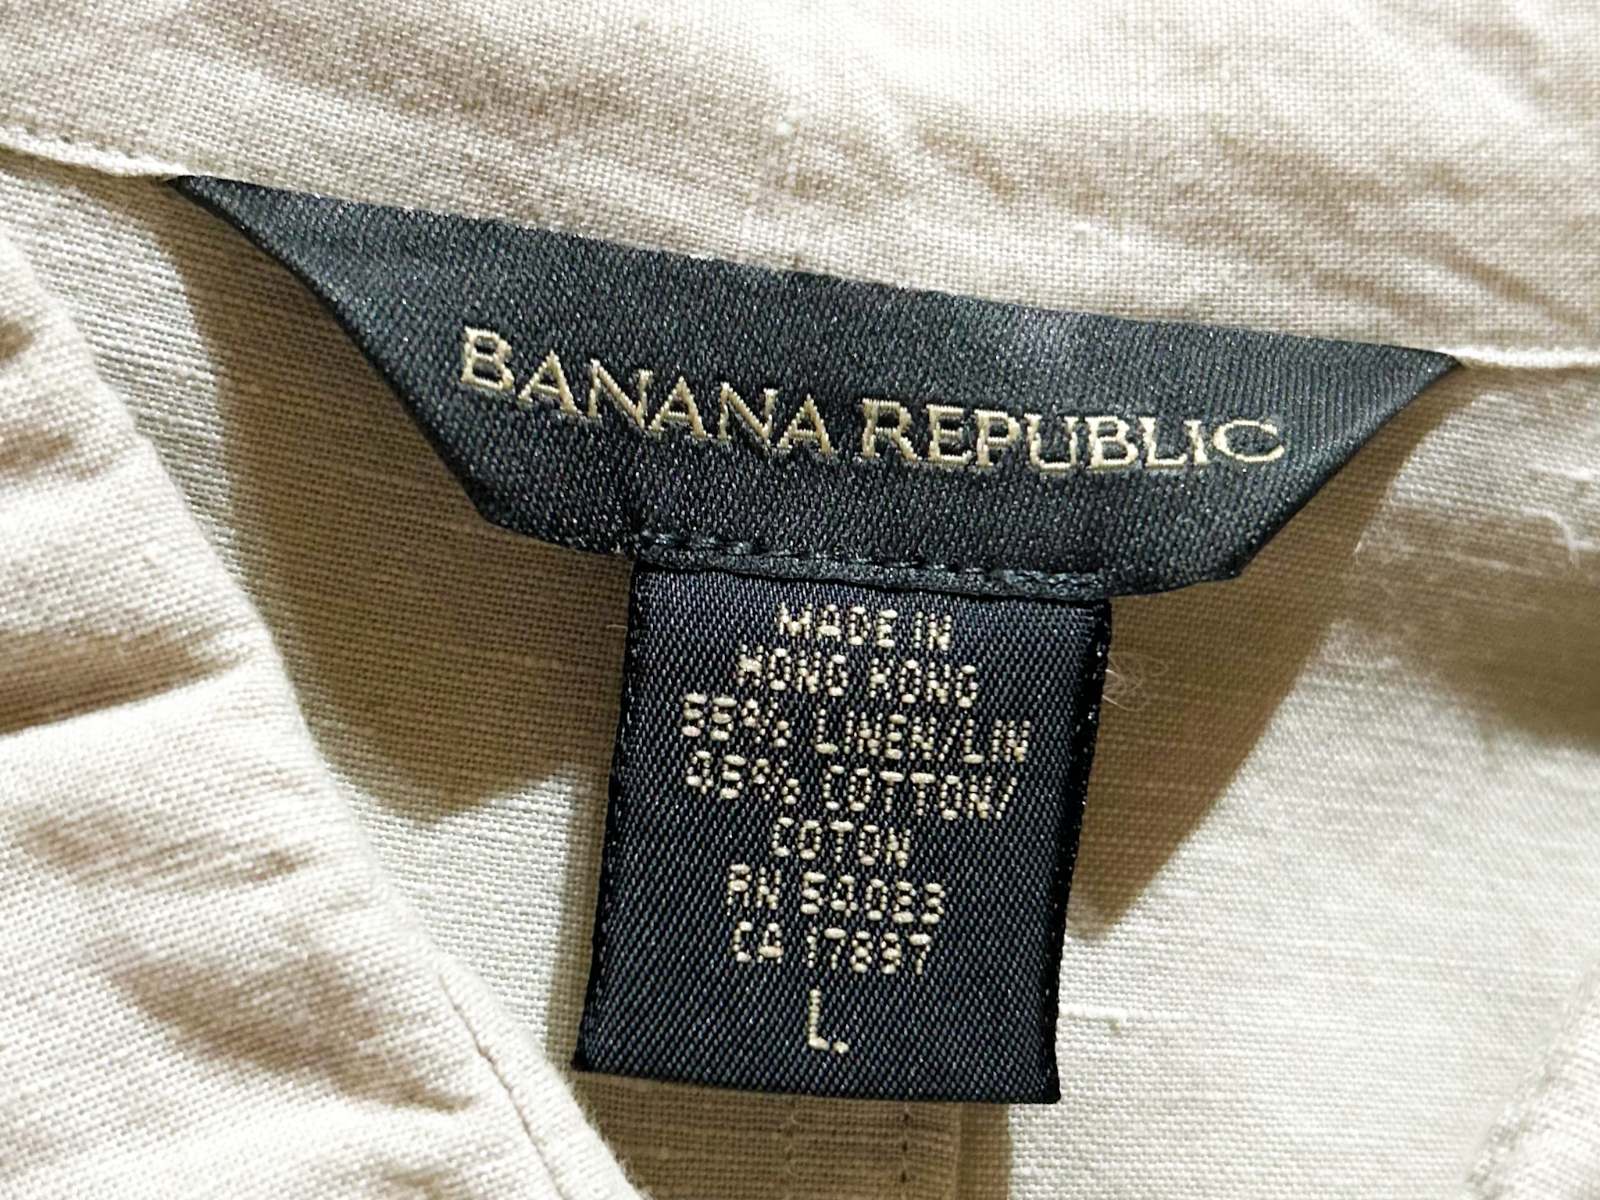 BANANA REPUBLIC
MADE IN
HONG KONG
55% LINEN/LIN
45% COTTON/
COTON
RN 54023
CA 17897
L.